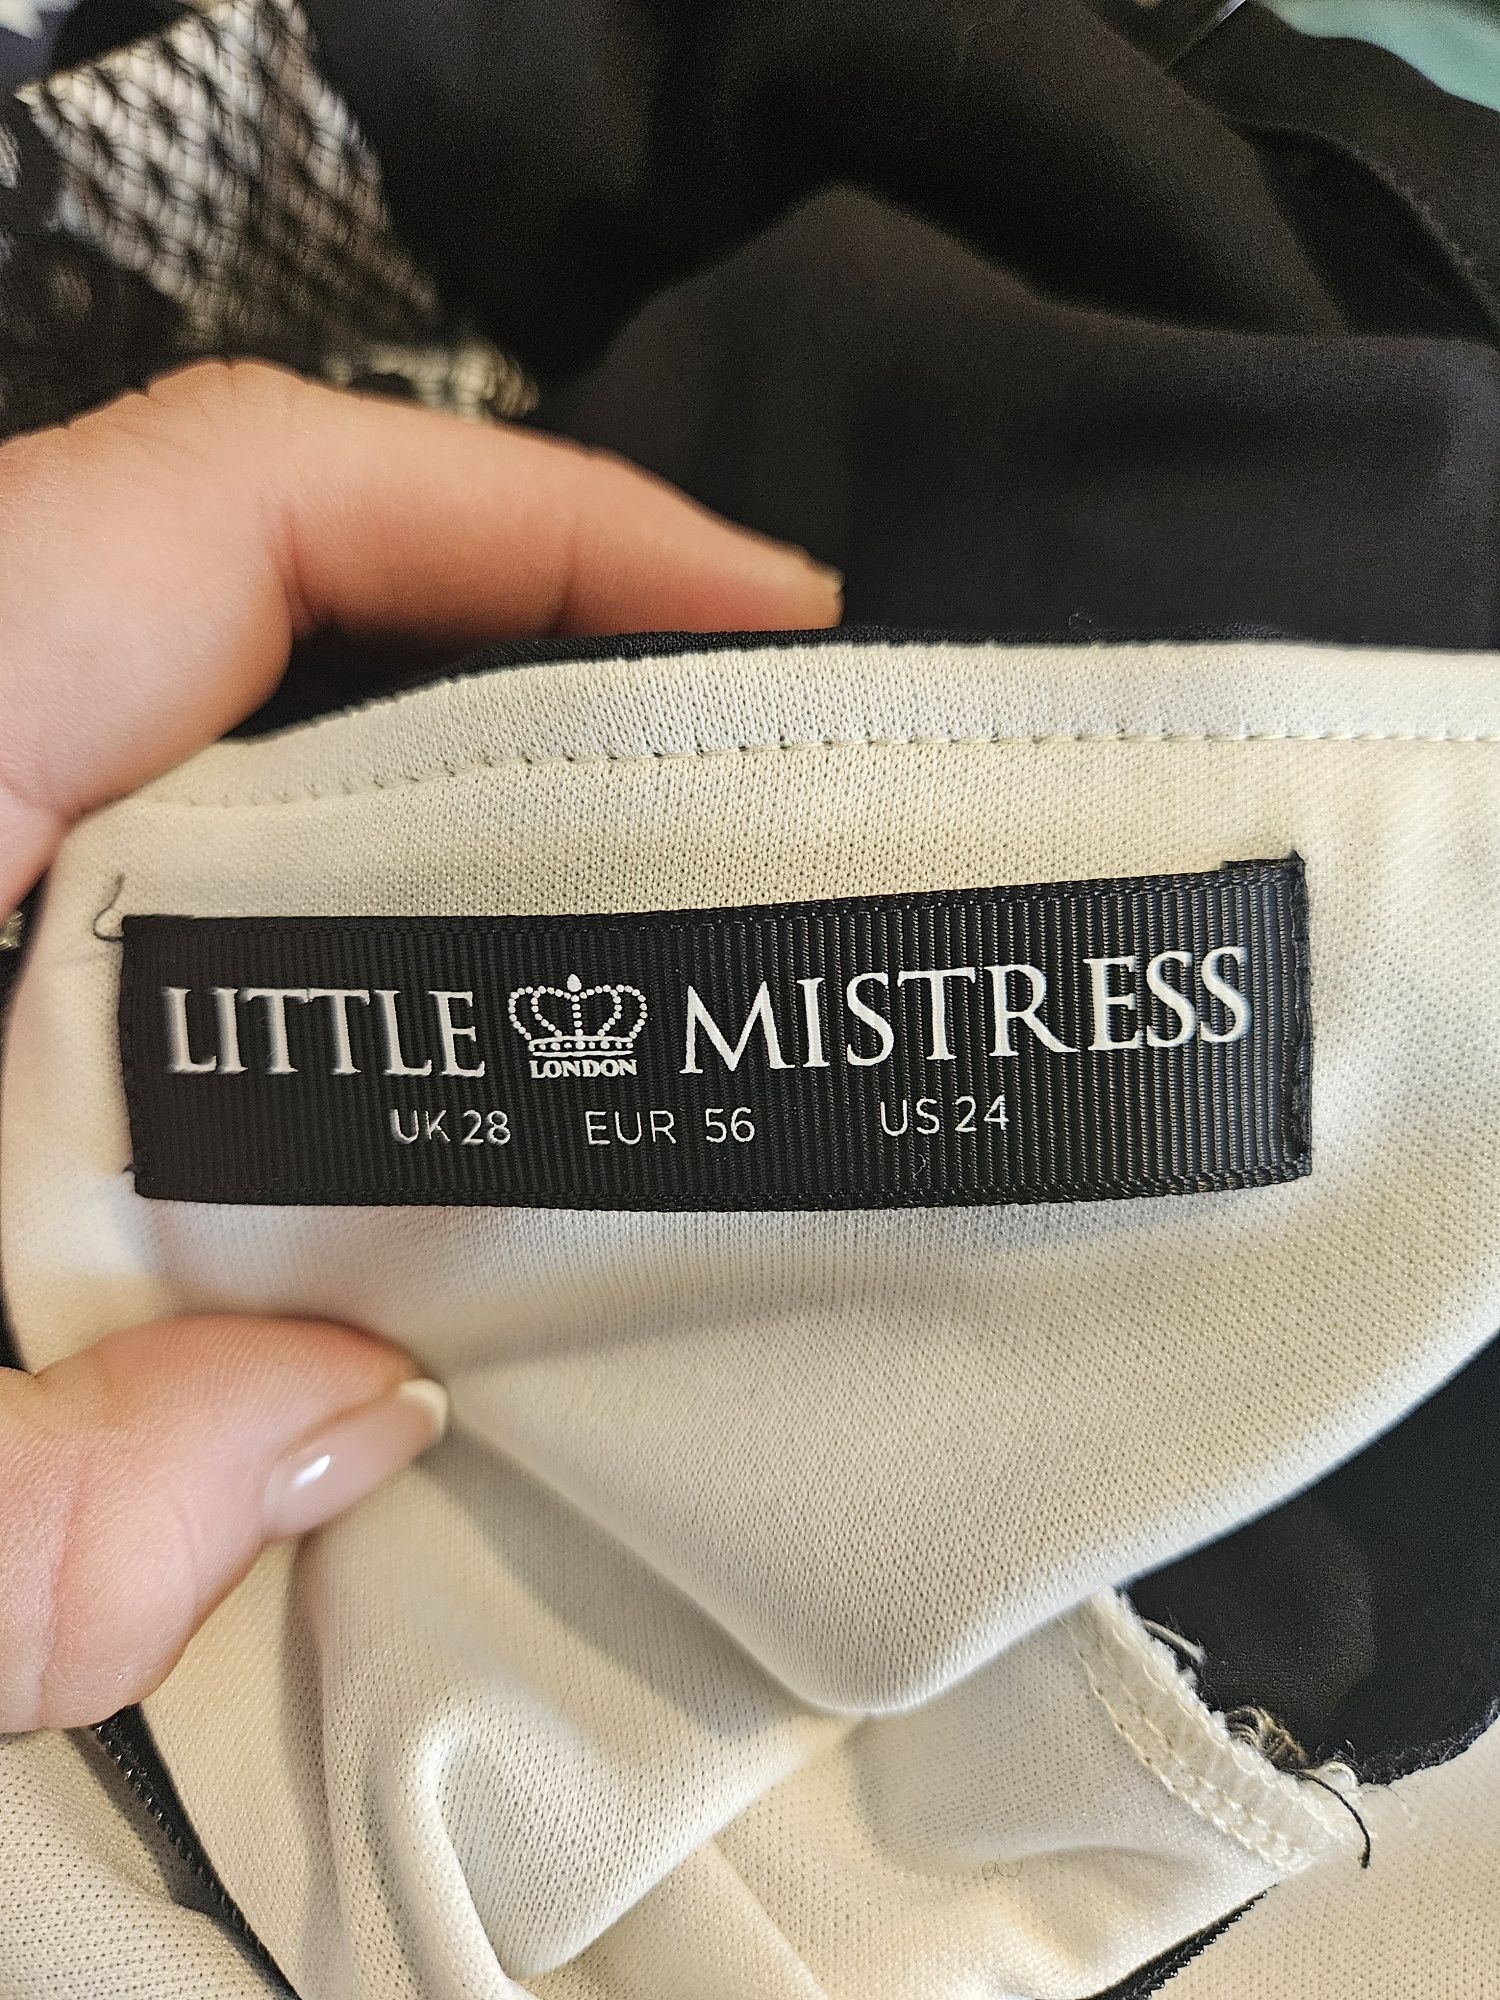 LITTLE LONDON MISTRESS
UK 28 EUR 56 US 24